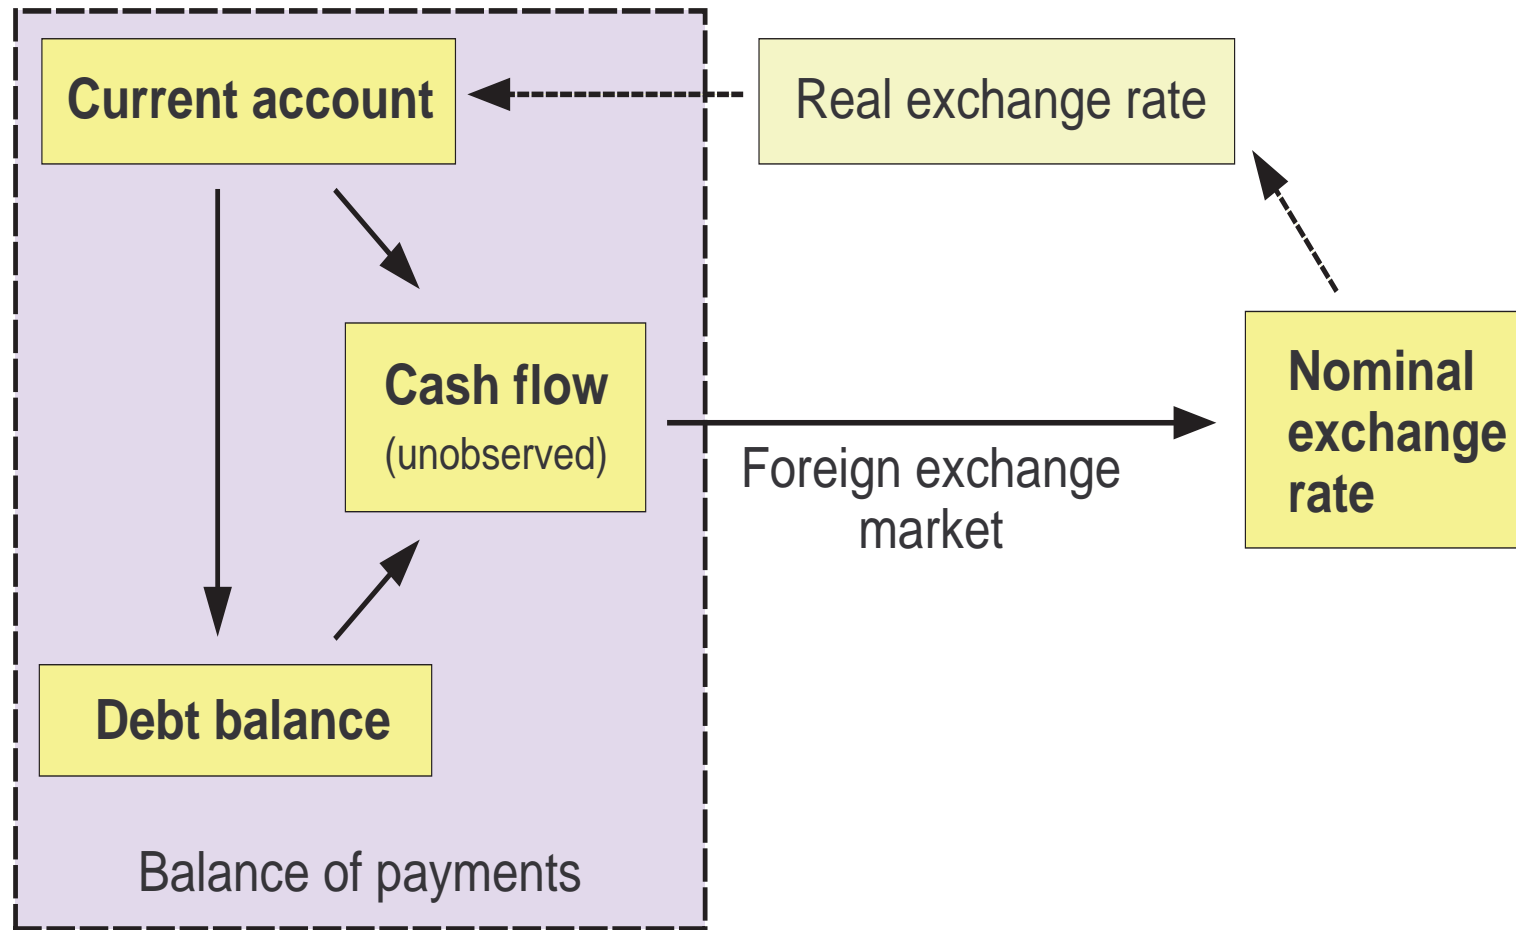 Current account
Real exchange rate
Cash flow
(unobserved)
Foreign exchange
market
Nominal
exchange
rate
Debt balance
Balance of payments